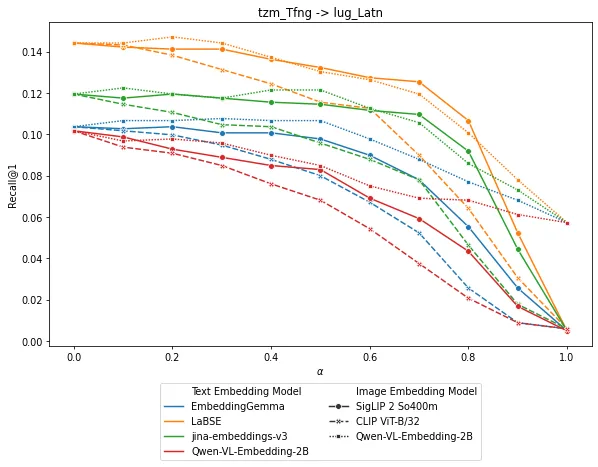 tzm_Tfng -> lug_Latn
Recall@1
0.14
0.12
0.10
0.08
0.06
0.04
0.02
0.00
0.0 0.2 0.4 0.6 0.8 1.0
α
Text Embedding Model
EmbeddingGemma
LaBSE
jina-embeddings-v3
Qwen-VL-Embedding-2B
Image Embedding Model
SigLIP 2 So400m
CLIP ViT-B/32
Qwen-VL-Embedding-2B